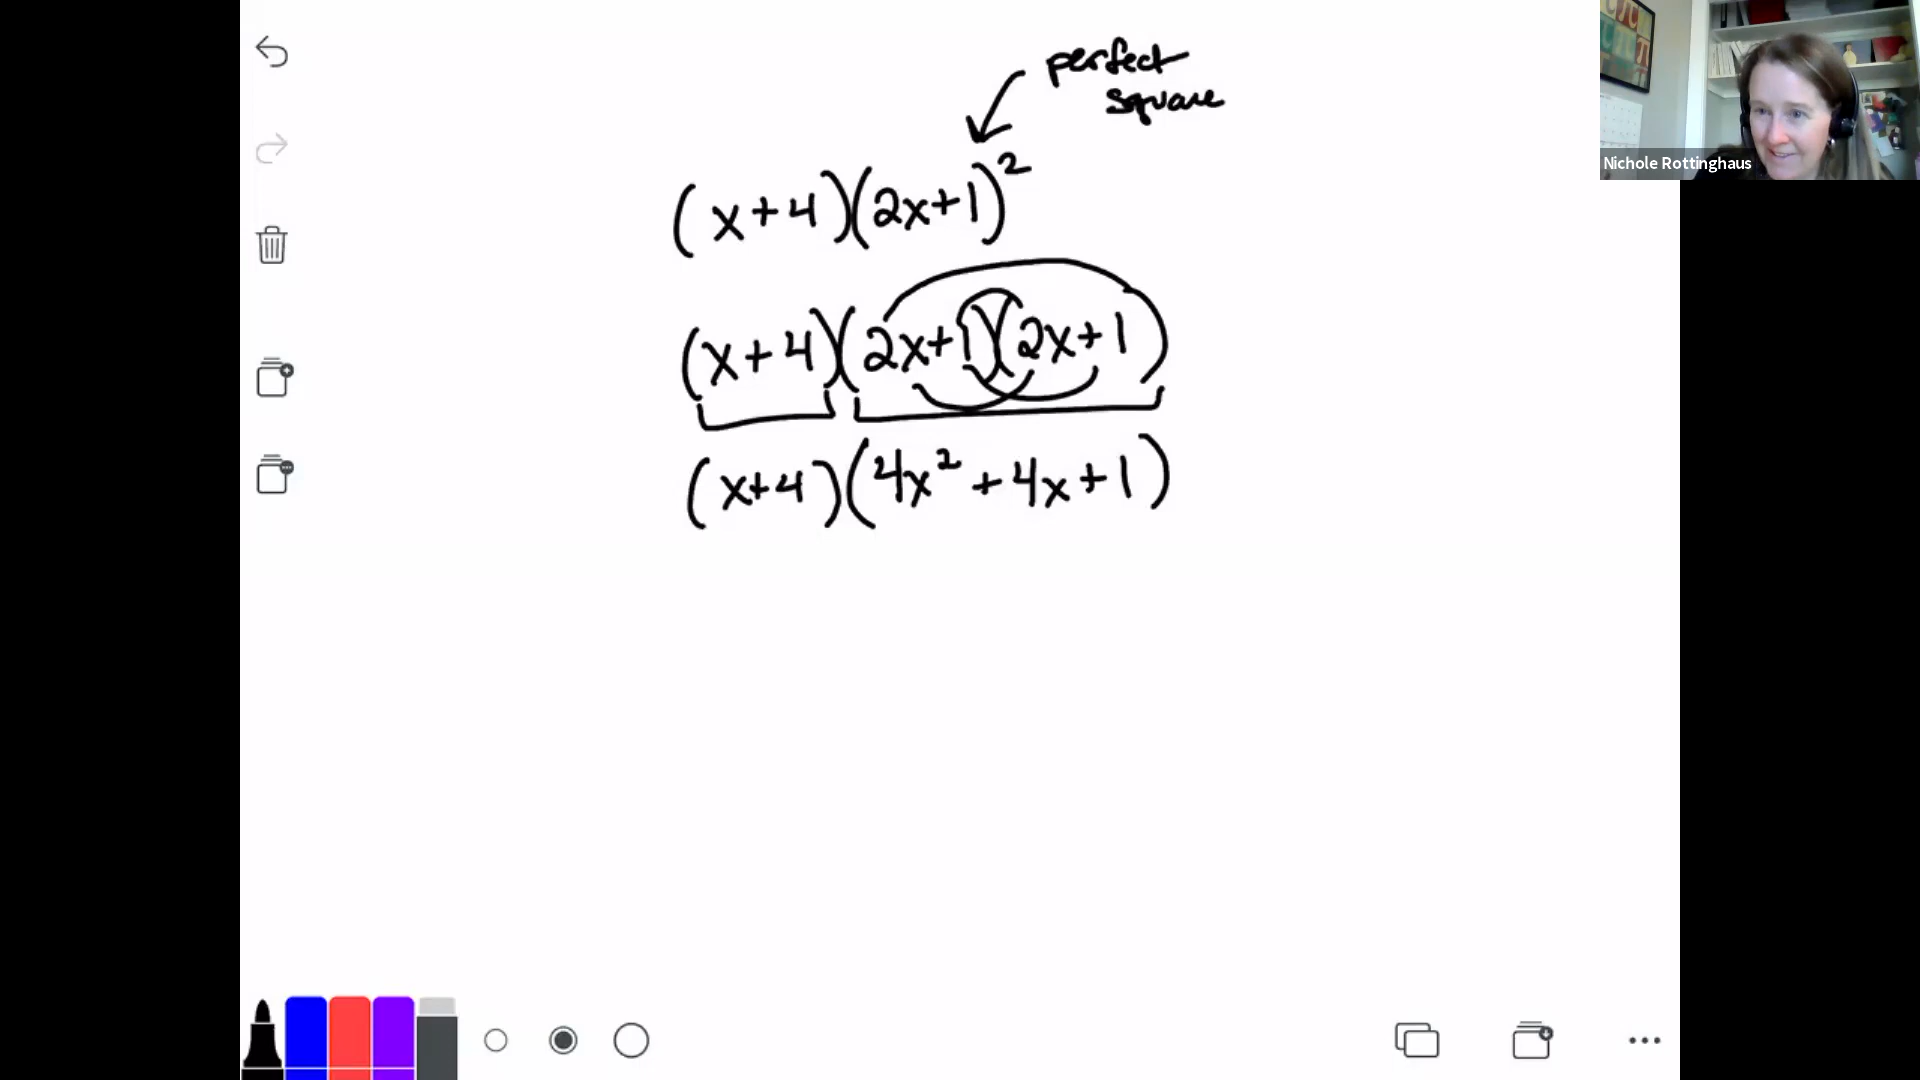 perfect
square
(x+4)(2x+1)²
(x+4)(2x+1)(2x+1)
(x+4)(4x²+4x+1)
Nichole Rottinghaus